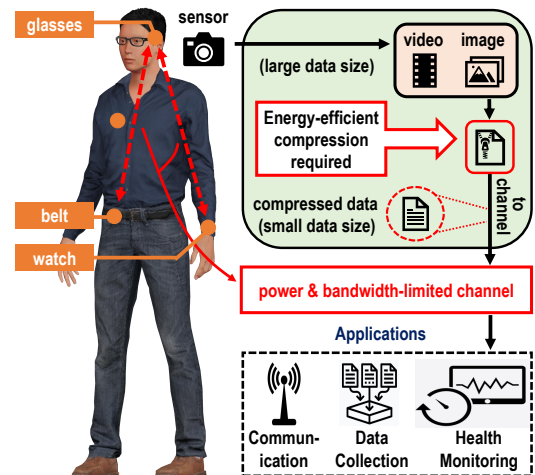 glasses
sensor
video image
(large data size)
Energy-efficient
compression
required
to
channel
compressed data
(small data size)
belt
watch
power & bandwidth-limited channel
Applications
Commun-
ication
Data
Collection
Health
Monitoring